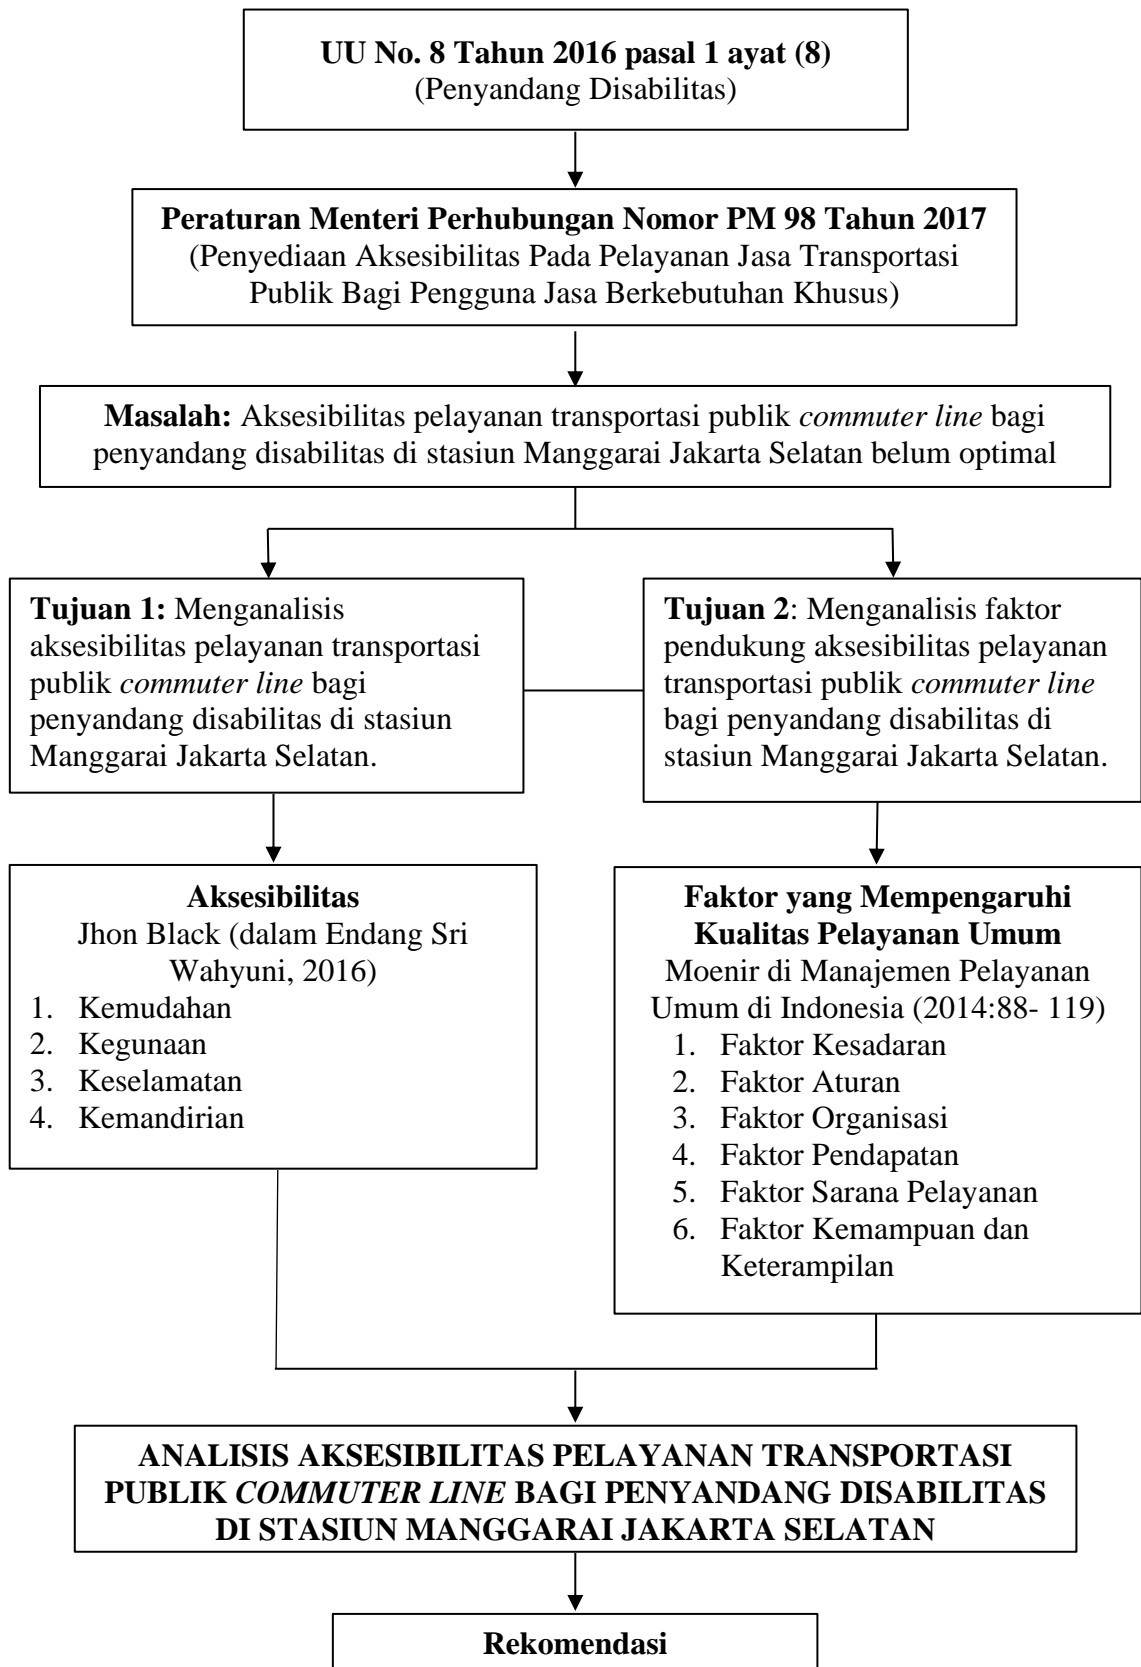 UU No. 8 Tahun 2016 pasal 1 ayat (8)
(Penyandang Disabilitas)
Peraturan Menteri Perhubungan Nomor PM 98 Tahun 2017
(Penyediaan Aksesibilitas Pada Pelayanan Jasa Transportasi
Publik Bagi Pengguna Jasa Berkebutuhan Khusus)
Masalah: Aksesibilitas pelayanan transportasi publik commuter line bagi
penyandang disabilitas di stasiun Manggarai Jakarta Selatan belum optimal
Tujuan 1: Menganalisis
aksesibilitas pelayanan transportasi
publik commuter line bagi
penyandang disabilitas di stasiun
Manggarai Jakarta Selatan.
Tujuan 2: Menganalisis faktor
pendukung aksesibilitas pelayanan
transportasi publik commuter line
bagi penyandang disabilitas di
stasiun Manggarai Jakarta Selatan.
Aksesibilitas
Jhon Black (dalam Endang Sri
Wahyuni, 2016)
1. Kemudahan
2. Kegunaan
3. Keselamatan
4. Kemandirian
Faktor yang Mempengaruhi
Kualitas Pelayanan Umum
Moenir di Manajemen Pelayanan
Umum di Indonesia (2014:88- 119)
1. Faktor Kesadaran
2. Faktor Aturan
3. Faktor Organisasi
4. Faktor Pendapatan
5. Faktor Sarana Pelayanan
6. Faktor Kemampuan dan
Keterampilan
ANALISIS AKSESIBILITAS PELAYANAN TRANSPORTASI
PUBLIK COMMUTER LINE BAGI PENYANDANG DISABILITAS
DI STASIUN MANGGARAI JAKARTA SELATAN
Rekomendasi